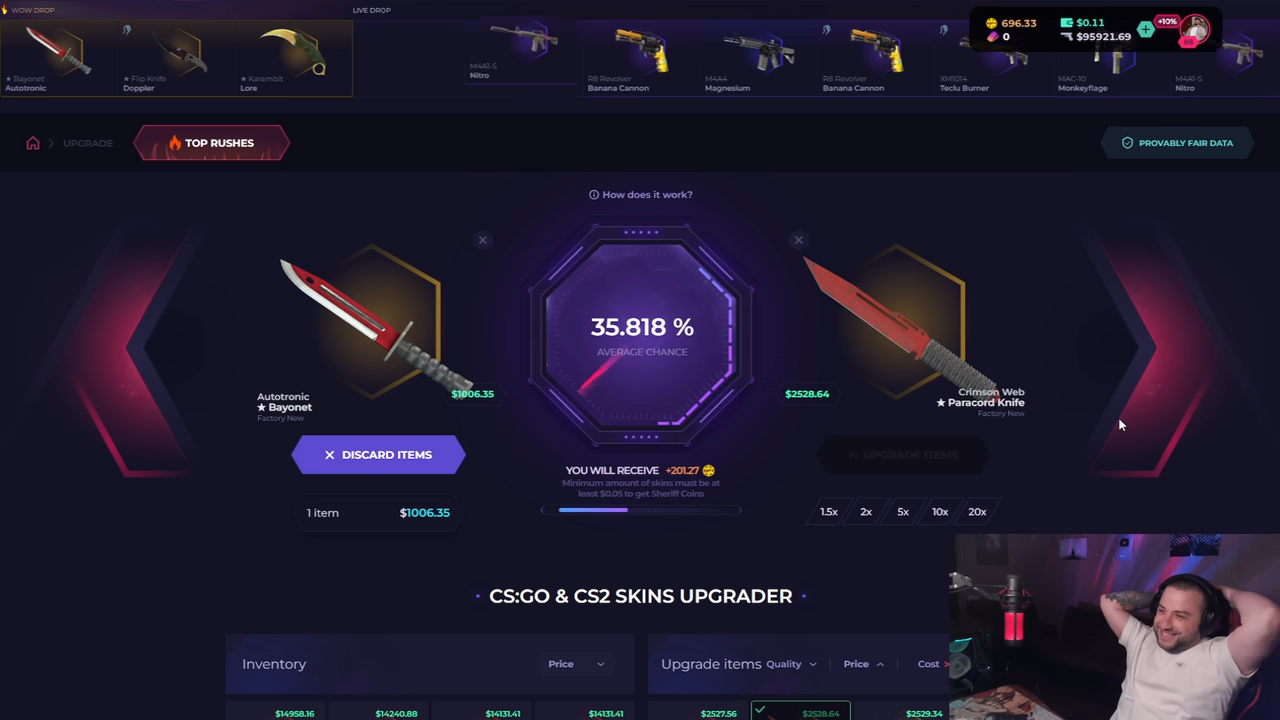 WOW DROP
LIVE DROP
696.33
$0.11
+10%
0
$95921.69
88
★ Bayonet
Autotronic
★ Flip Knife
Doppler
★ Karambit
Lore
M4A1-S
Nitro
R8 Revolver
Banana Cannon
M4A4
Magnesium
R8 Revolver
Banana Cannon
XM1014
Teclu Burner
MAC-10
Monkeyflage
M4A1-S
Nitro
UPGRADE
TOP RUSHES
PROVABLY FAIR DATA
How does it work?
35.818 %
AVERAGE CHANCE
$1006.35
$2528.64
Autotronic
★ Bayonet
Factory New
Crimson Web
★ Paracord Knife
Factory New
DISCARD ITEMS
UPGRADE ITEMS
YOU WILL RECEIVE +201.27
Minimum amount of skins must be at
least $0.05 to get Sheriff Coins
1 item
$1006.35
1.5x
2x
5x
10x
20x
CS:GO & CS2 SKINS UPGRADER
Inventory
Price
Upgrade items
Quality
Price
Cost >
$14958.16
$14240.88
$14131.41
$14131.41
$2527.56
$2528.64
$2529.34